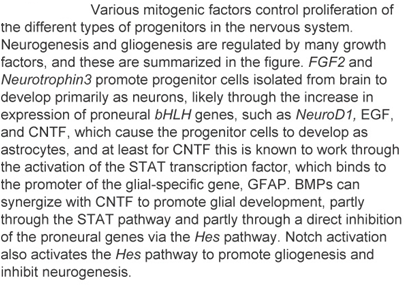 Various mitogenic factors control proliferation of
the different types of progenitors in the nervous system.
Neurogenesis and gliogenesis are regulated by many growth
factors, and these are summarized in the figure. FGF2 and
Neurotrophin3 promote progenitor cells isolated from brain to
develop primarily as neurons, likely through the increase in
expression of proneural bHLH genes, such as NeuroD1, EGF,
and CNTF, which cause the progenitor cells to develop as
astrocytes, and at least for CNTF this is known to work through
the activation of the STAT transcription factor, which binds to
the promoter of the glial-specific gene, GFAP. BMPs can
synergize with CNTF to promote glial development, partly
through the STAT pathway and partly through a direct inhibition
of the proneural genes via the Hes pathway. Notch activation
also activates the Hes pathway to promote gliogenesis and
inhibit neurogenesis.